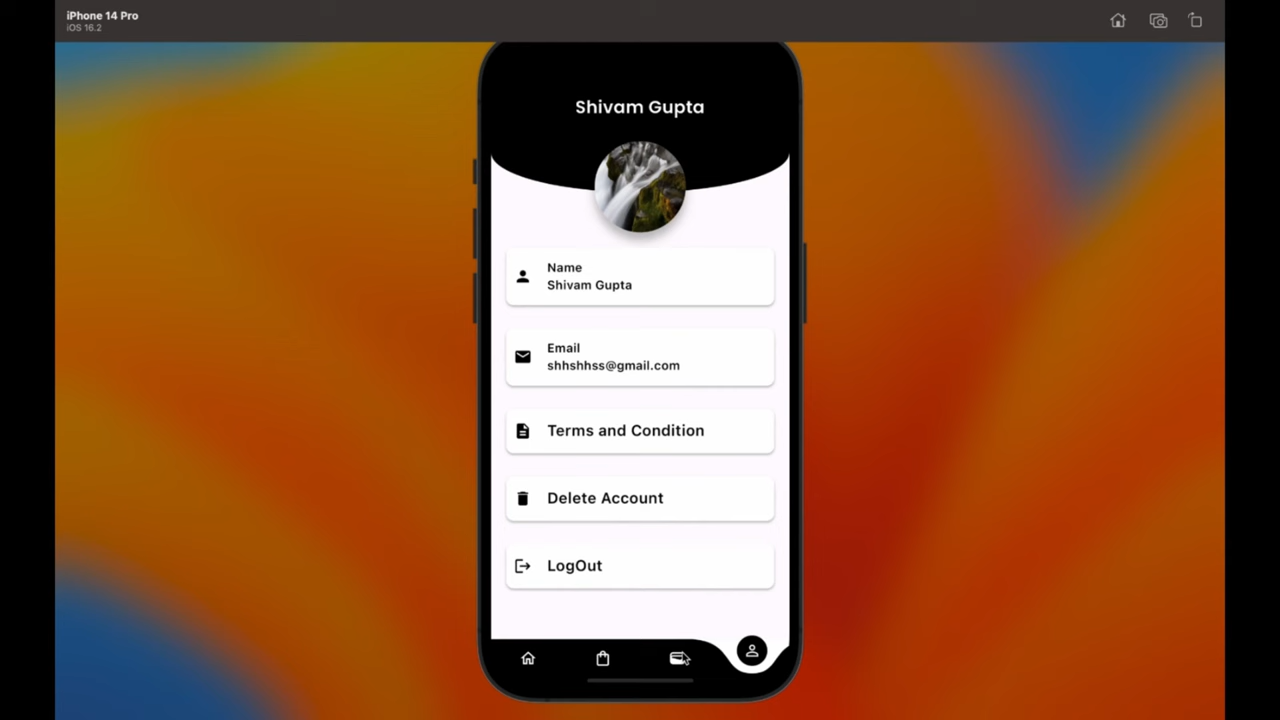 iPhone 14 Pro
iOS 16.2
Shivam Gupta
Name
Shivam Gupta
Email
shhshhss@gmail.com
Terms and Condition
Delete Account
LogOut